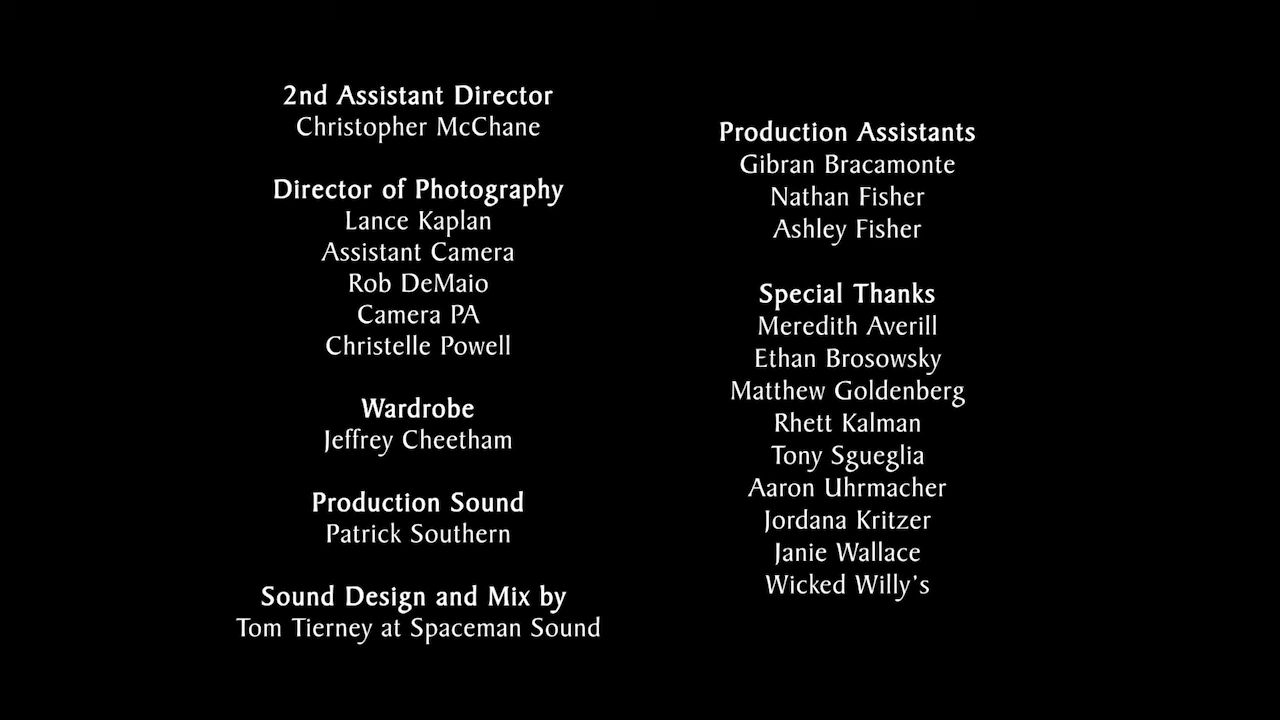 2nd Assistant Director
Christopher McChane
Director of Photography
Lance Kaplan
Assistant Camera
Rob DeMaio
Camera PA
Christelle Powell
Wardrobe
Jeffrey Cheetham
Production Sound
Patrick Southern
Sound Design and Mix by
Tom Tierney at Spaceman Sound
Production Assistants
Gibran Bracamonte
Nathan Fisher
Ashley Fisher
Special Thanks
Meredith Averill
Ethan Brosowsky
Matthew Goldenberg
Rhett Kalman
Tony Sgueglia
Aaron Uhrmacher
Jordana Kritzer
Janie Wallace
Wicked Willy's